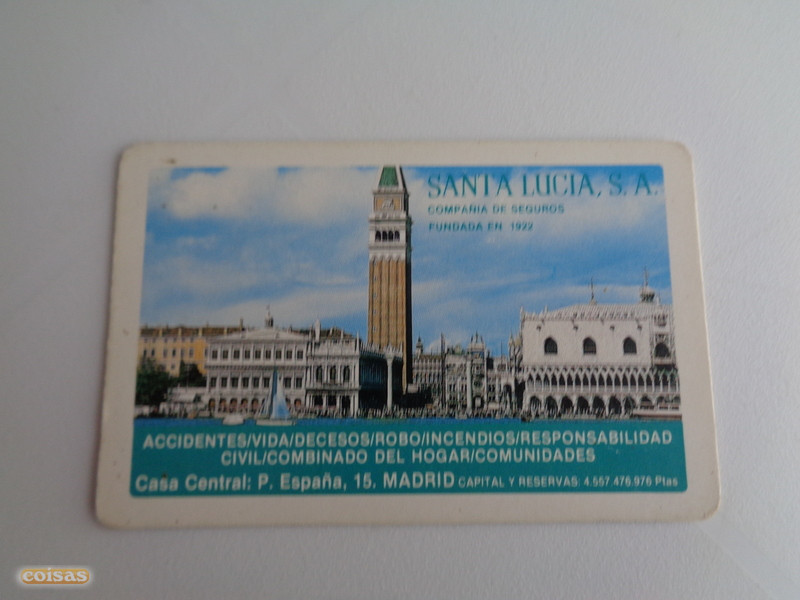 SANTA LUCIA, S. A.
COMPAÑIA DE SEGUROS
FUNDADA EN 1922
ACCIDENTES/VIDA/DECESOS/ROBO/INCENDIOS/RESPONSABILIDAD
CIVIL/COMBINADO DEL HOGAR/COMUNIDADES
Casa Central: P. España, 15. MADRID CAPITAL Y RESERVAS: 4.557.476.976 Ptas
coisas